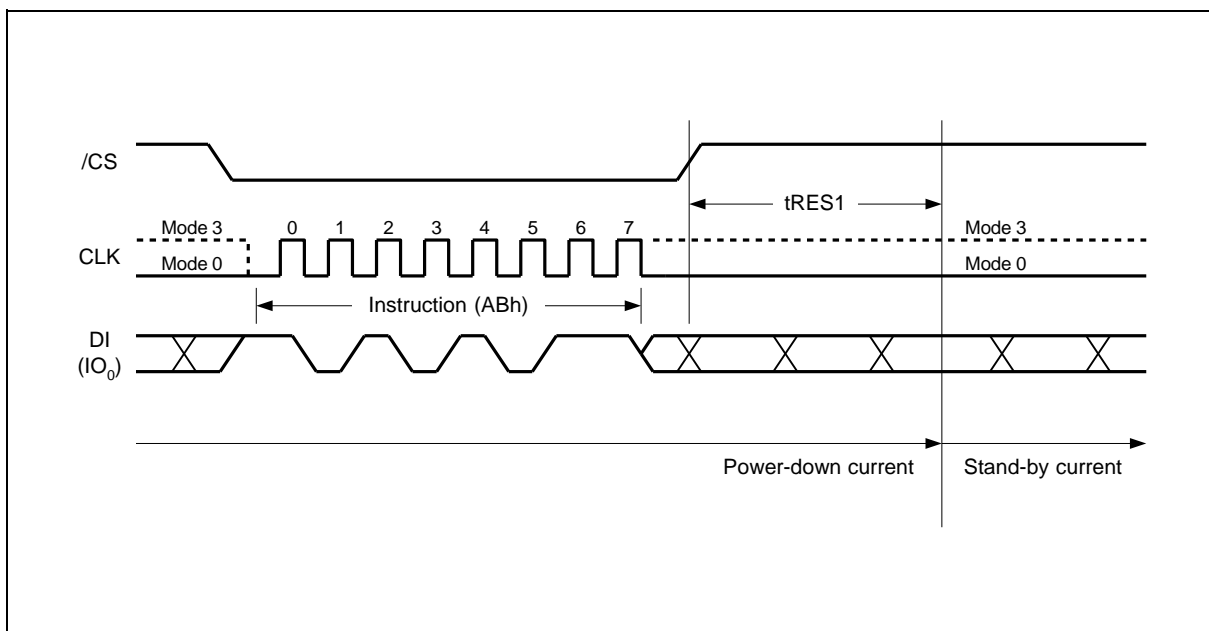 /CS
tRES1
Mode 3 0 1 2 3 4 5 6 7 Mode 3
CLK
Mode 0 Mode 0
Instruction (ABh)
DI
(IO0)
Power-down current Stand-by current